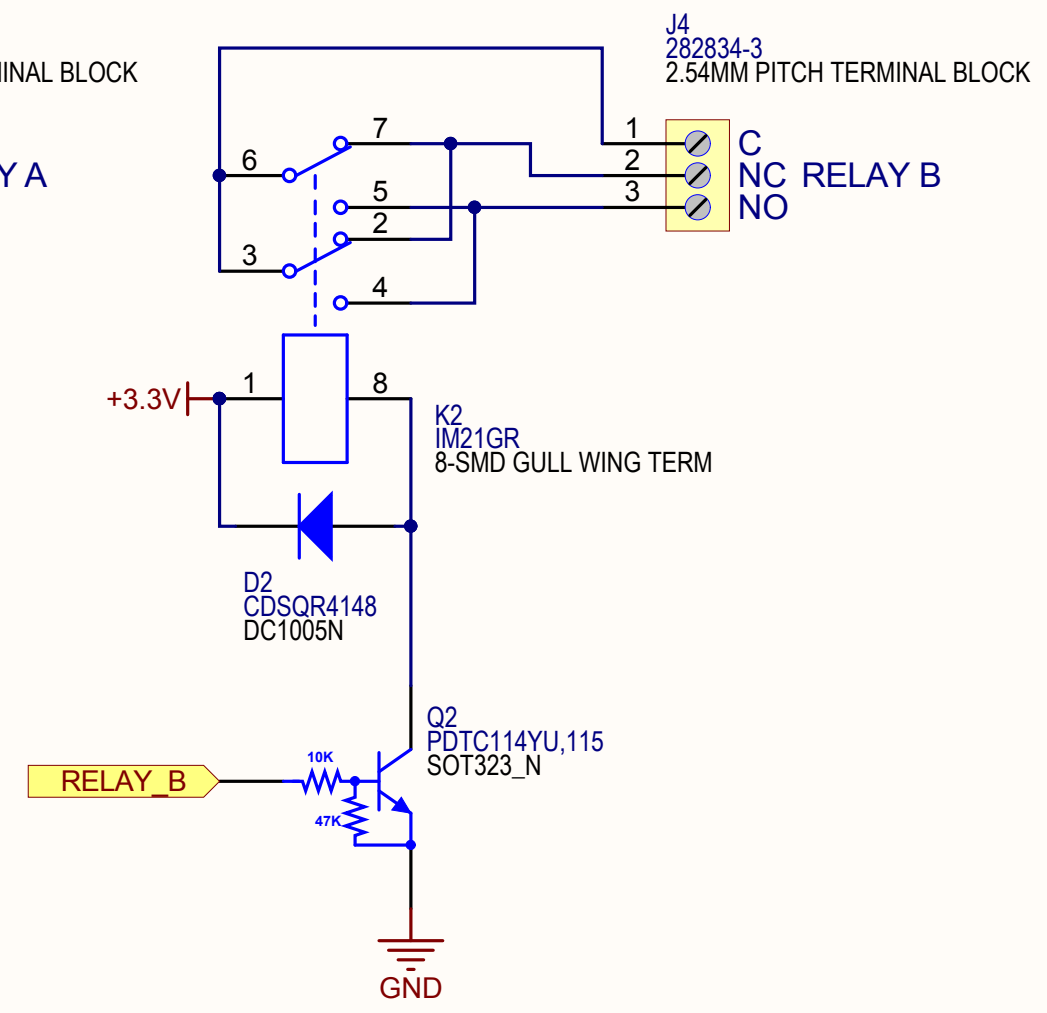 J4
282834-3
2.54MM PITCH TERMINAL BLOCK
MINAL BLOCK
7
1
C
6
2
NC RELAY B
Y A
5
3
NO
2
3
4
+3.3V
1
8
K2
IM21GR
8-SMD GULL WING TERM
D2
CDSQR4148
DC1005N
Q2
PDTC114YU,115
SOT323_N
10K
RELAY_B
47K
GND